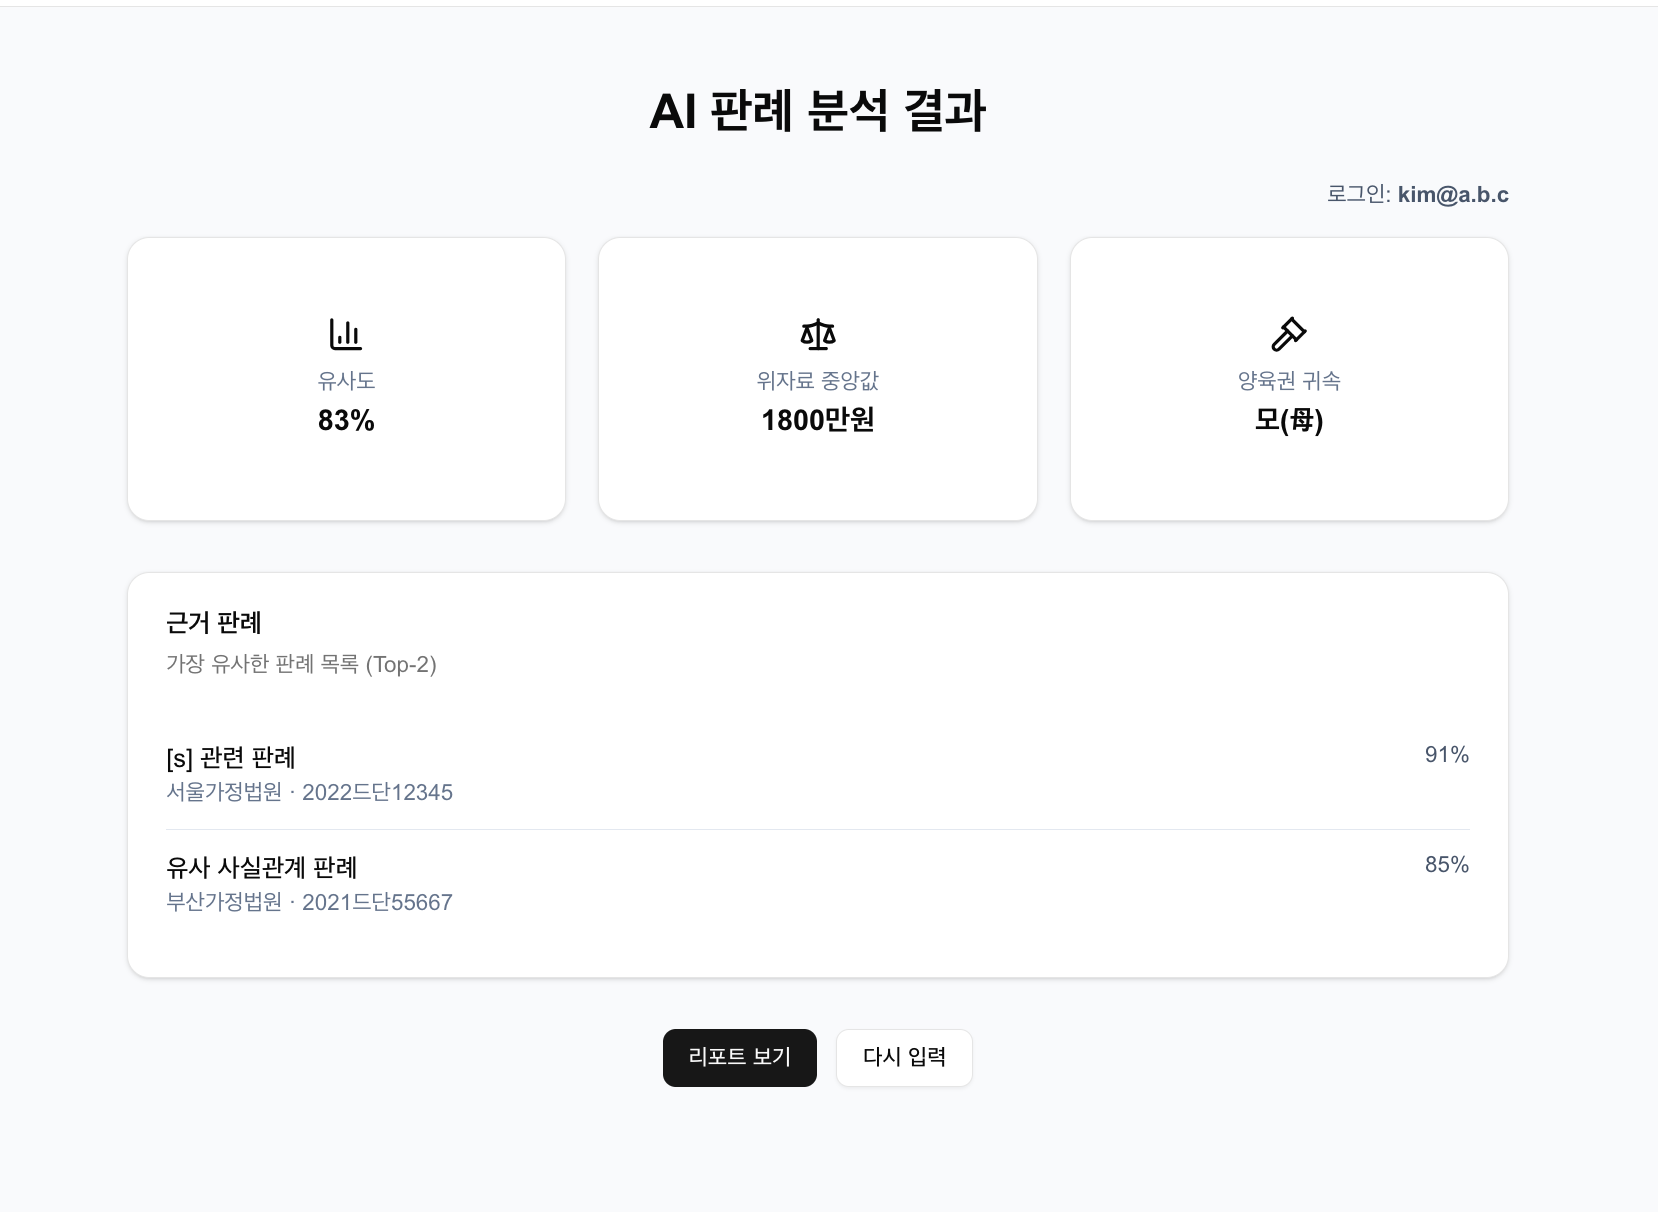 AI 판례 분석 결과
로그인: kim@a.b.c
유사도
83%
위자료 중앙값
1800만원
양육권 귀속
모(母)
근거 판례
가장 유사한 판례 목록 (Top-2)
[s] 관련 판례
91%
서울가정법원 · 2022드단12345
유사 사실관계 판례
85%
부산가정법원 · 2021드단55667
리포트 보기
다시 입력